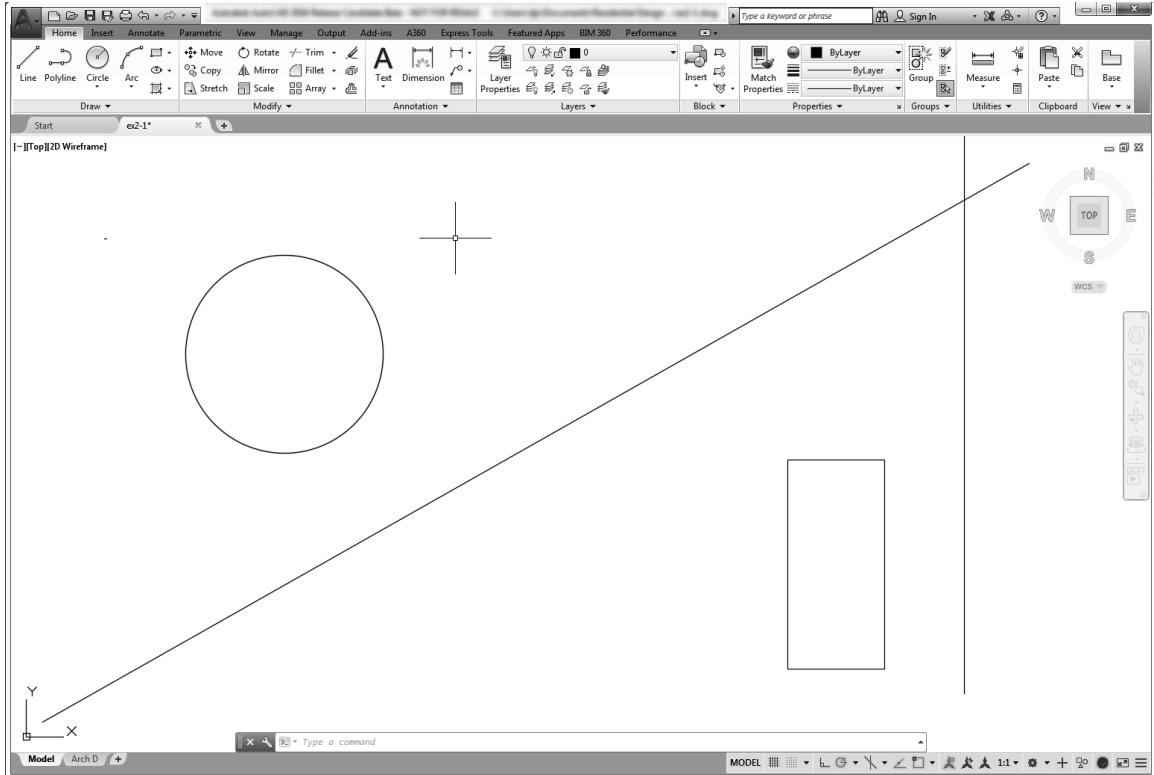 Type a keyword or phrase Sign In
Home Insert Annotate Parametric View Manage Output Add-ins A360 Express Tools Featured Apps BIM 360 Performance
Line Polyline Circle Arc
Move Rotate Trim
Copy Mirror Fillet
Stretch Scale Array
Text Dimension
Layer Properties
0
Insert
Match Properties
ByLayer
ByLayer
ByLayer
Group
Measure
Paste
Base
Draw Modify Annotation Layers Block Properties Groups Utilities Clipboard View
Start ex2-1*
[-][Top][2D Wireframe]
N
W TOP E
S
WCS
Y
X
Type a command
Model Arch D + MODEL 1:1